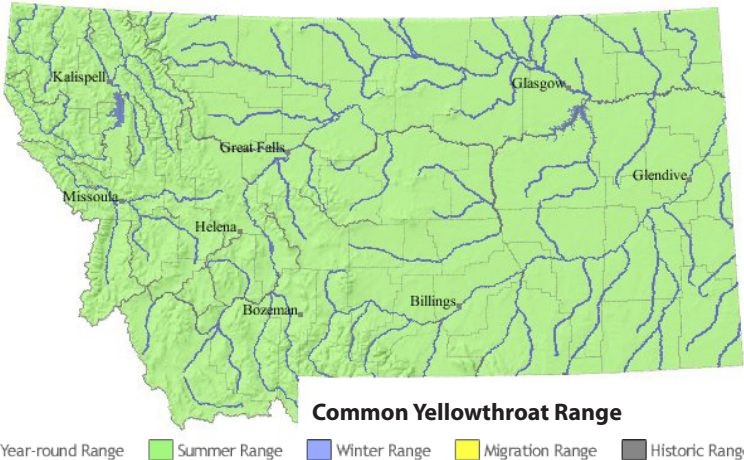 Kalispell
Glasgow
Great Falls
Glendive
Missoula
Helena
Billings
Bozeman
Common Yellowthroat Range
Year-round Range Summer Range Winter Range Migration Range Historic Rang